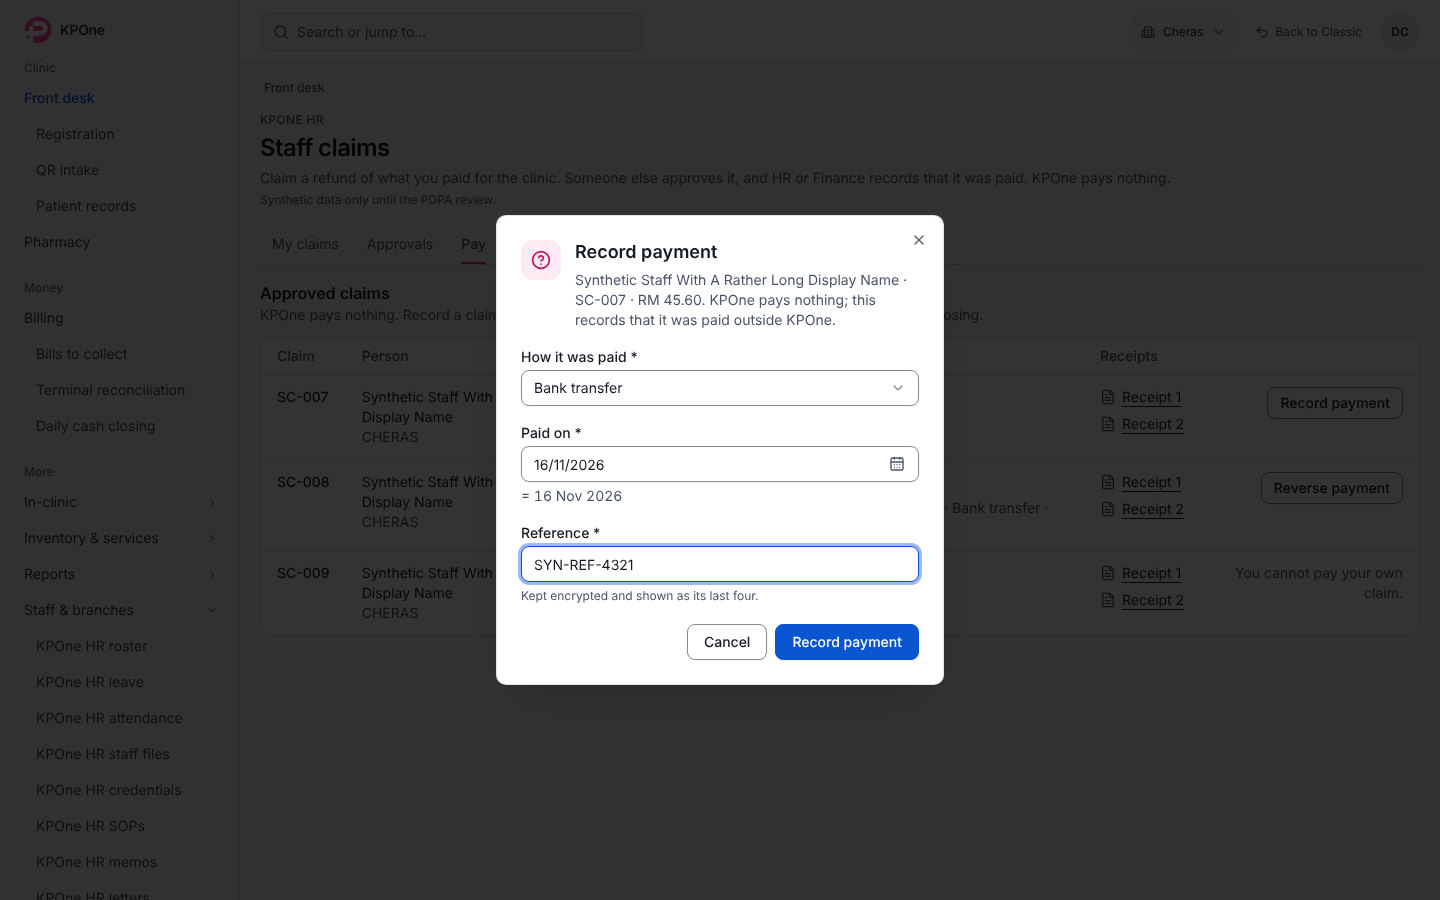 KPOne
Search or jump to...
Cheras
Back to Classic
DC
Clinic
Front desk
Registration
QR intake
Patient records
Pharmacy
Money
Billing
Bills to collect
Terminal reconciliation
Daily cash closing
More
In-clinic
Inventory & services
Reports
Staff & branches
KPOne HR roster
KPOne HR leave
KPOne HR attendance
KPOne HR staff files
KPOne HR credentials
KPOne HR SOPs
KPOne HR memos
KPOne HR letters
Front desk
KPONE HR
Staff claims
Claim a refund of what you paid for the clinic. Someone else approves it, and HR or Finance records that it was paid. KPOne pays nothing.
Synthetic data only until the PDPA review.
My claims
Approvals
Pay
Approved claims
KPOne pays nothing. Record a claim
osing.
Claim
Person
Receipts
SC-007
Synthetic Staff With
Display Name
CHERAS
Receipt 1
Receipt 2
Record payment
SC-008
Synthetic Staff With
Display Name
CHERAS
· Bank transfer ·
Receipt 1
Receipt 2
Reverse payment
SC-009
Synthetic Staff With
Display Name
CHERAS
Receipt 1
Receipt 2
You cannot pay your own
claim.
Record payment
Synthetic Staff With A Rather Long Display Name ·
SC-007 · RM 45.60. KPOne pays nothing; this
records that it was paid outside KPOne.
How it was paid *
Bank transfer
Paid on *
16/11/2026
= 16 Nov 2026
Reference *
SYN-REF-4321
Kept encrypted and shown as its last four.
Cancel
Record payment